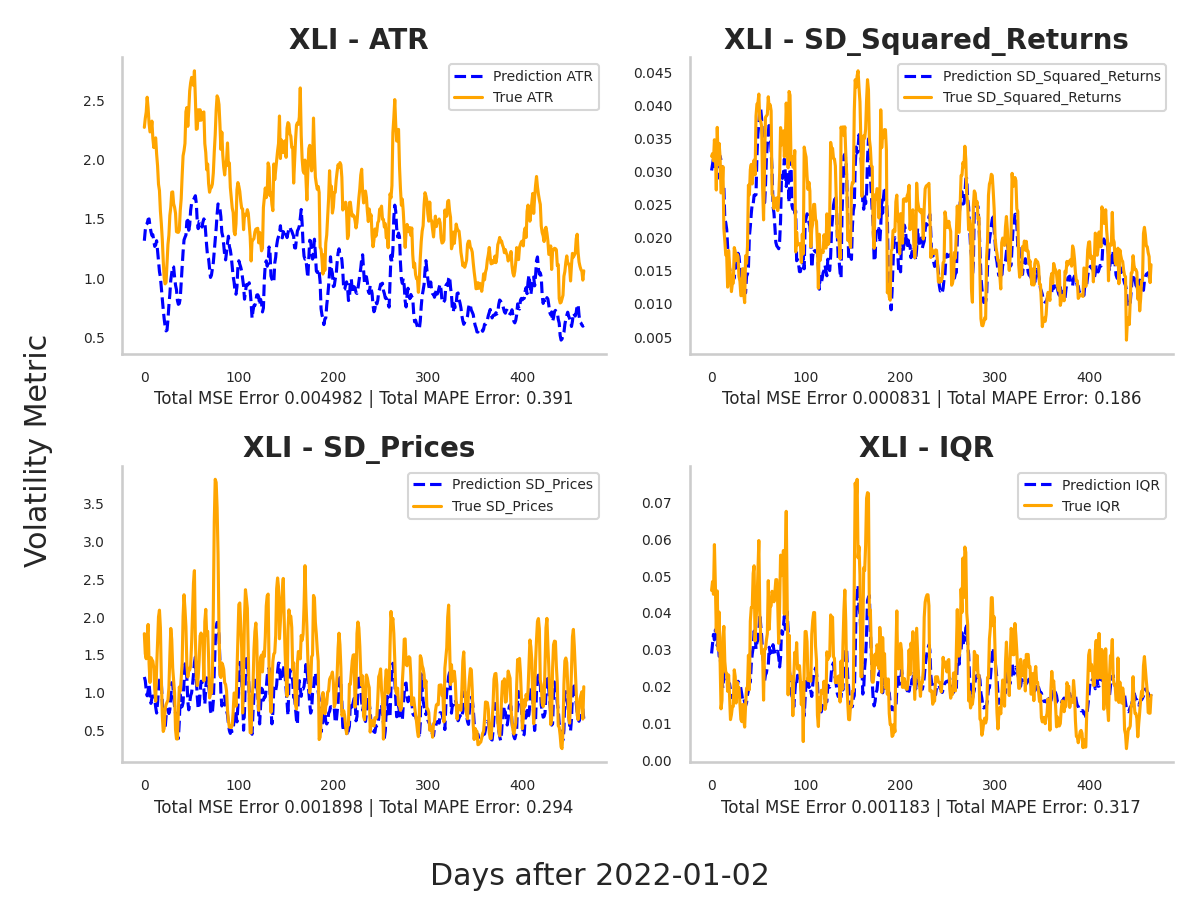 XLI - ATR
2.5
2.0
1.5
1.0
0.5
0 100 200 300 400
Prediction ATR
True ATR
Total MSE Error 0.004982 | Total MAPE Error: 0.391
XLI - SD_Squared_Returns
0.045
0.040
0.035
0.030
0.025
0.020
0.015
0.010
0.005
0 100 200 300 400
Prediction SD_Squared_Returns
True SD_Squared_Returns
Total MSE Error 0.000831 | Total MAPE Error: 0.186
Volatility Metric
XLI - SD_Prices
3.5
3.0
2.5
2.0
1.5
1.0
0.5
0 100 200 300 400
Prediction SD_Prices
True SD_Prices
Total MSE Error 0.001898 | Total MAPE Error: 0.294
XLI - IQR
0.07
0.06
0.05
0.04
0.03
0.02
0.01
0.00
0 100 200 300 400
Prediction IQR
True IQR
Total MSE Error 0.001183 | Total MAPE Error: 0.317
Days after 2022-01-02